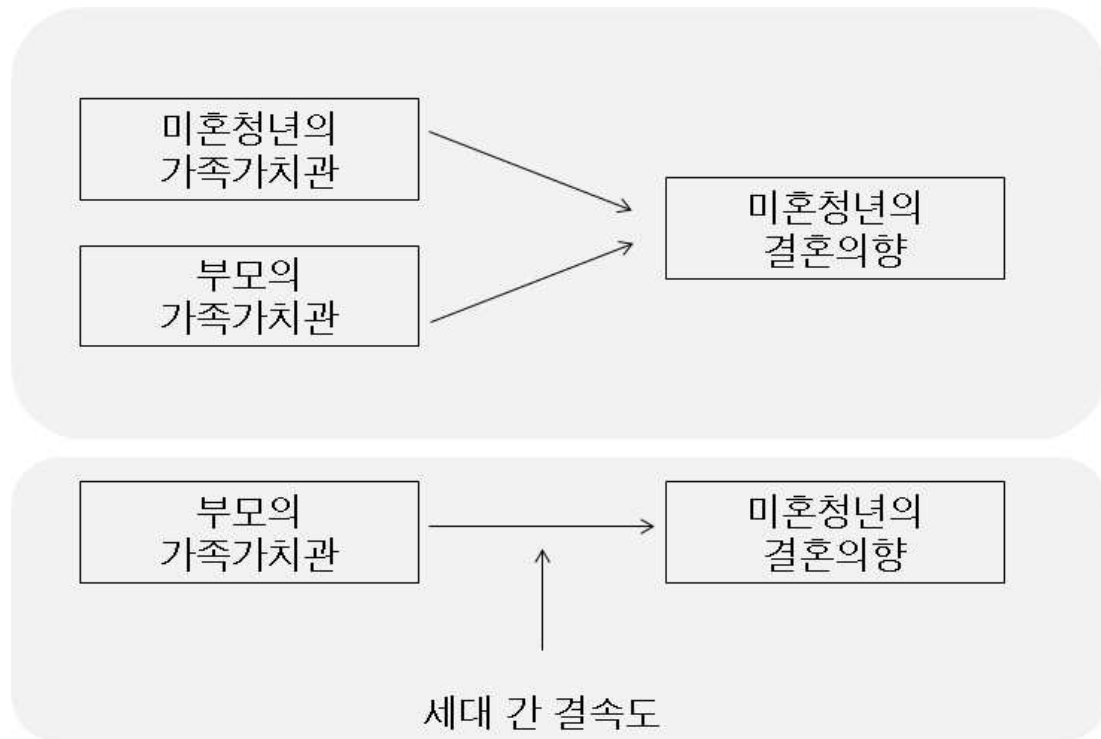 미혼청년의
가족가치관
미혼청년의
결혼의향
부모의
가족가치관
부모의
가족가치관
미혼청년의
결혼의향
세대 간 결속도